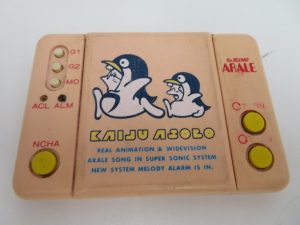 G1
G2
MO
ACL ALM
NCHA
Dr.SLUMP
ARALE
KAIJU ASOBO
REAL ANIMATION & WIDEVISION
ARALE SONG IN SUPER SONIC SYSTEM
NEW SYSTEM MELODY ALARM IS IN.